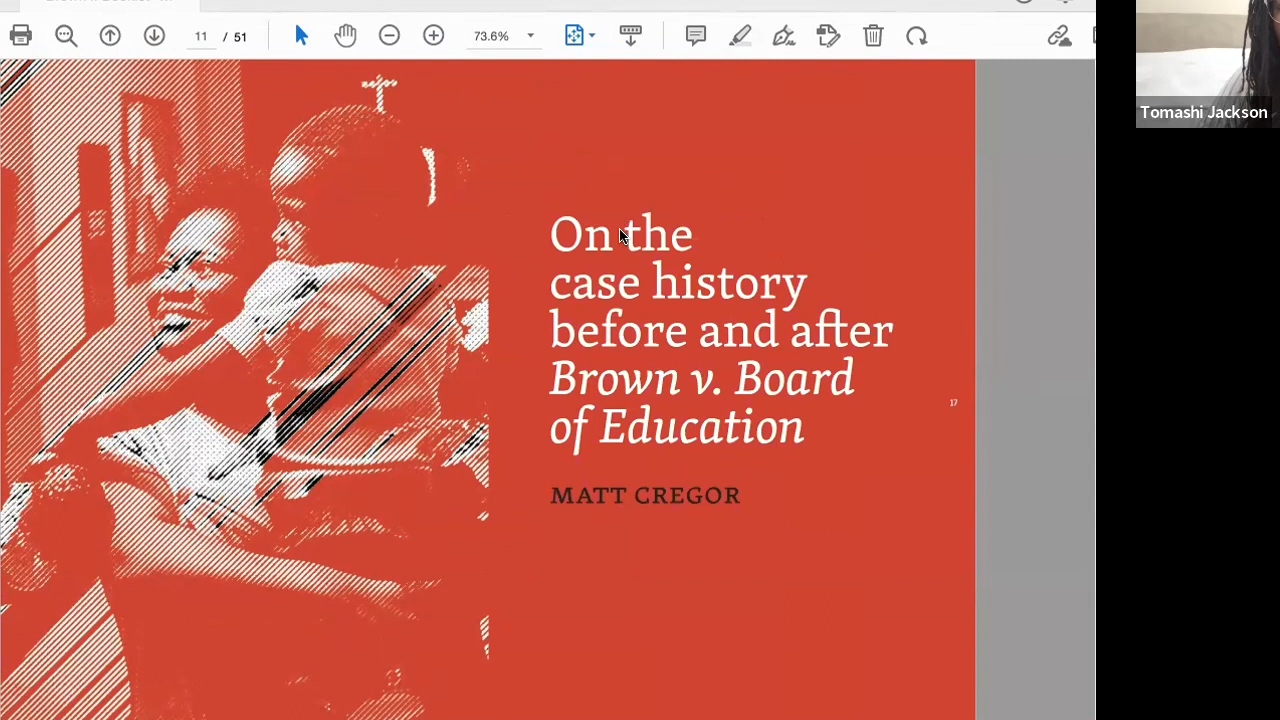 11 / 51
73.6%
Tomashi Jackson
On the
case history
before and after
Brown v. Board
of Education
17
MATT CREGOR